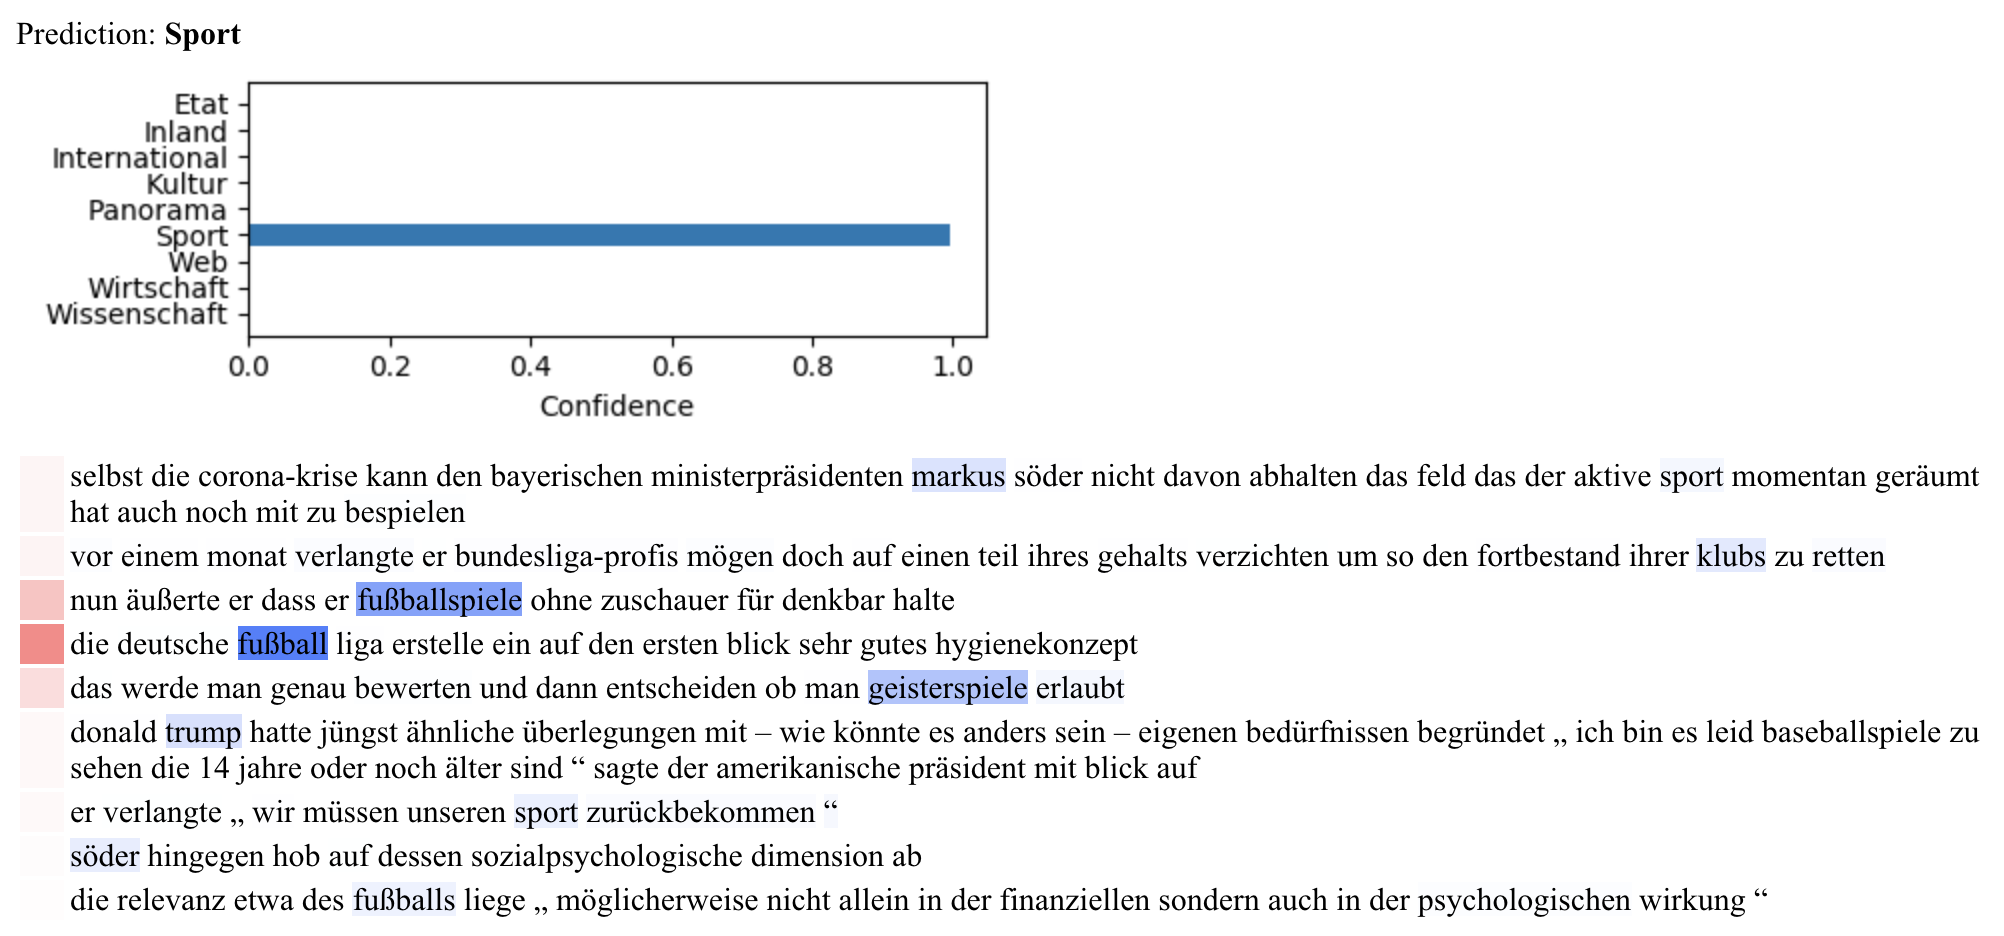 Prediction: Sport
Etat
Inland
International
Kultur
Panorama
Sport
Web
Wirtschaft
Wissenschaft
0.0 0.2 0.4 0.6 0.8 1.0
Confidence
selbst die corona-krise kann den bayerischen ministerpräsidenten markus söder nicht davon abhalten das feld das der aktive sport momentan geräumt
hat auch noch mit zu bespielen
vor einem monat verlangte er bundesliga-profis mögen doch auf einen teil ihres gehalts verzichten um so den fortbestand ihrer klubs zu retten
nun äußerte er dass er fußballspiele ohne zuschauer für denkbar halte
die deutsche fußball liga erstelle ein auf den ersten blick sehr gutes hygienekonzept
das werde man genau bewerten und dann entscheiden ob man geisterspiele erlaubt
donald trump hatte jüngst ähnliche überlegungen mit – wie könnte es anders sein – eigenen bedürfnissen begründet „ ich bin es leid baseballspiele zu
sehen die 14 jahre oder noch älter sind “ sagte der amerikanische präsident mit blick auf
er verlangte „ wir müssen unseren sport zurückbekommen “
söder hingegen hob auf dessen sozialpsychologische dimension ab
die relevanz etwa des fußballs liege „ möglicherweise nicht allein in der finanziellen sondern auch in der psychologischen wirkung “